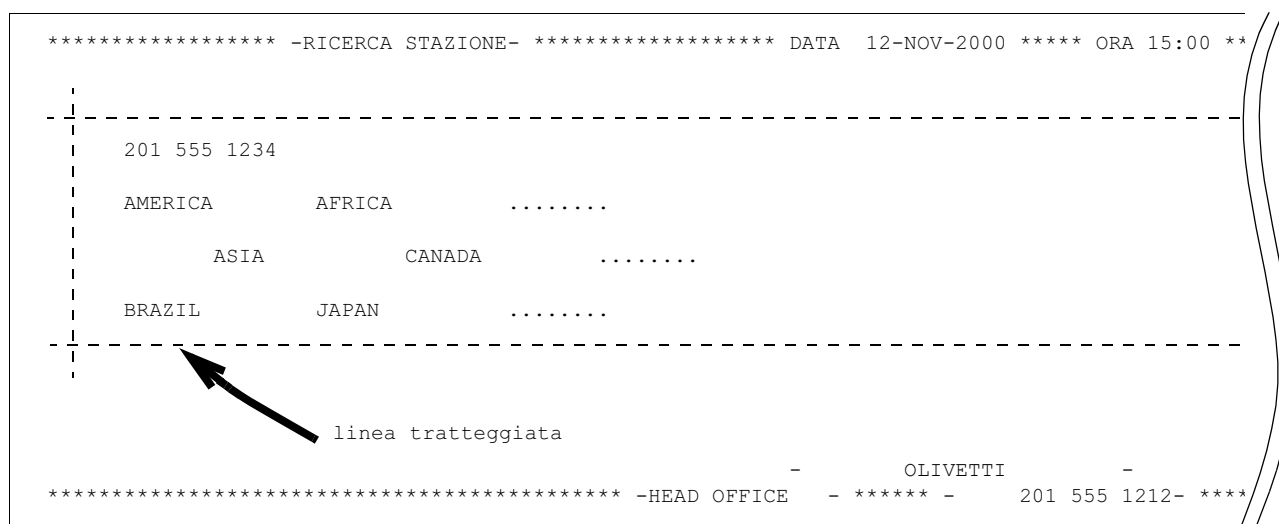 ****************** -RICERCA STAZIONE- ******************* DATA  12-NOV-2000 ***** ORA 15:00 **
201 555 1234
AMERICA        AFRICA         ........
ASIA           CANADA         ........
BRAZIL         JAPAN          ........
linea tratteggiata
-        OLIVETTI         -
********************************************* -HEAD OFFICE   - ****** -     201 555 1212- ****